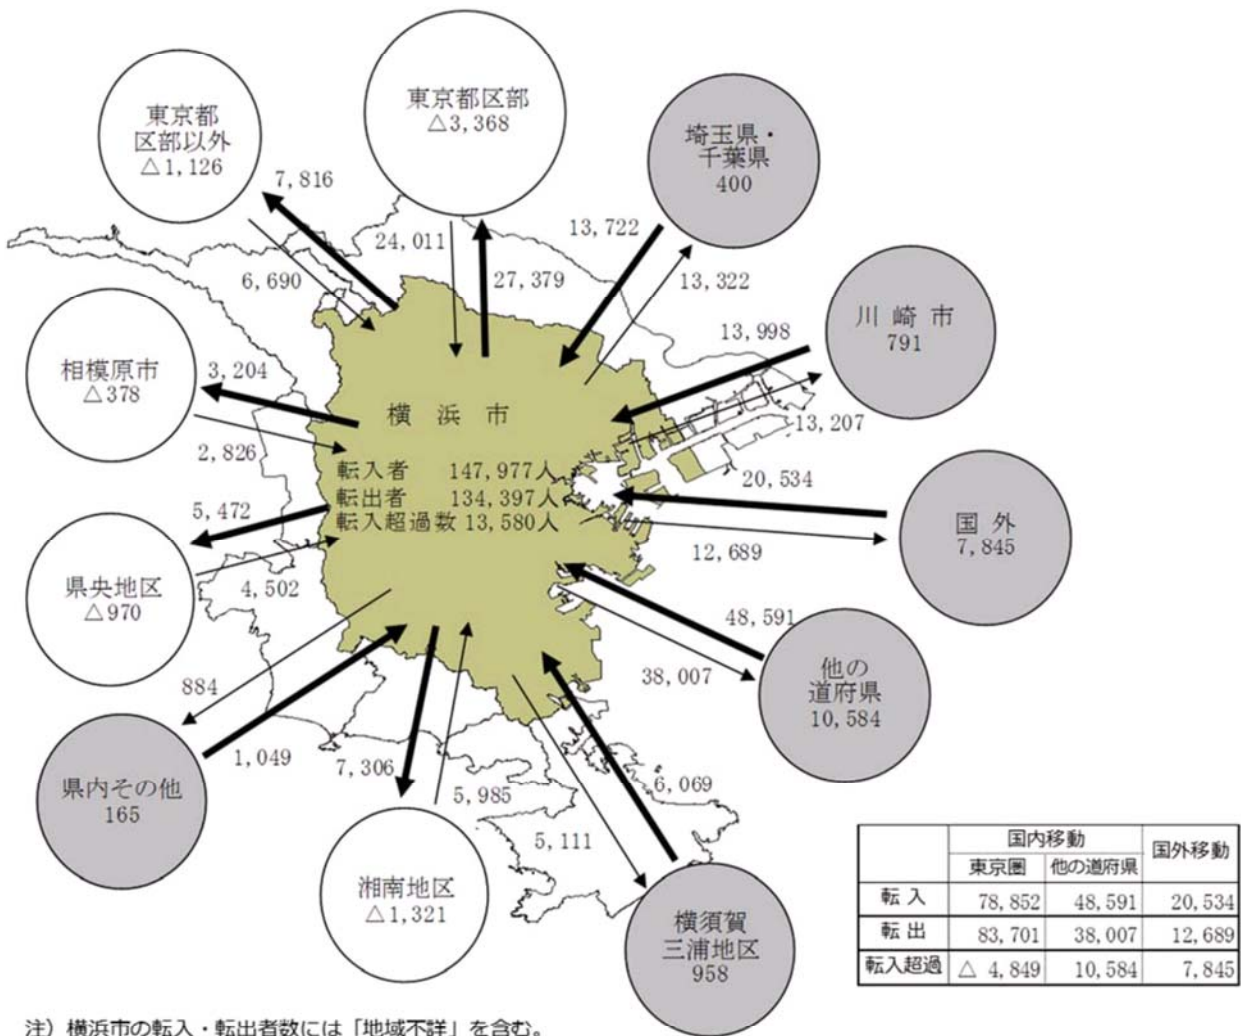 東京都
区部以外
△1,126
東京都区部
△3,368
埼玉県・
千葉県
400
7,816
6,690
24,011
27,379
13,722
13,322
川崎市
791
13,998
13,207
相模原市
△378
3,204
2,826
横浜市
転入者 147,977人
転出者 134,397人
転入超過数 13,580人
20,534
12,689
国外
7,845
5,472
4,502
県央地区
△970
48,591
38,007
他の
道府県
10,584
884
1,049
県内その他
165
7,306
5,985
湘南地区
△1,321
6,069
5,111
横須賀
三浦地区
958
国内移動 国外移動
東京圏 他の道府県
転入 78,852 48,591 20,534
転出 83,701 38,007 12,689
転入超過 △ 4,849 10,584 7,845
注）横浜市の転入・転出者数には「地域不詳」を含む。